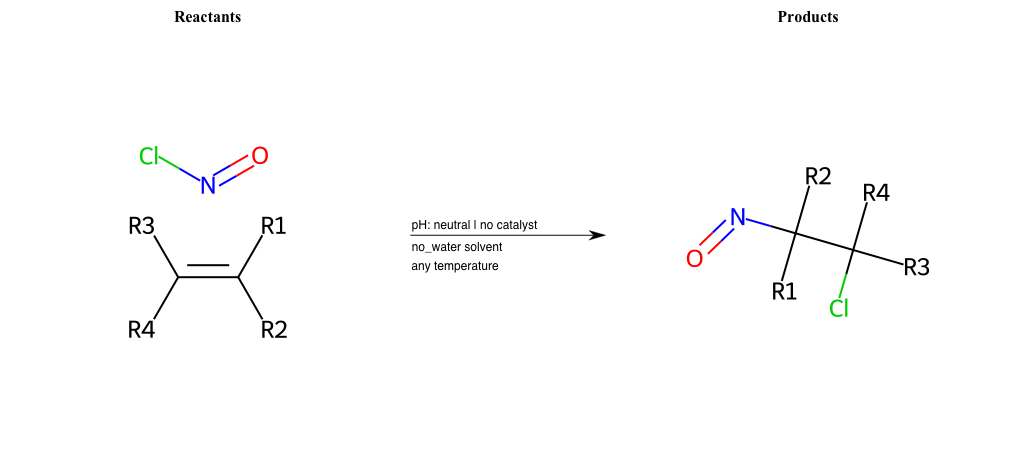 Reactants
Products
Cl
N
O
R3
R1
R4
R2
pH: neutral | no catalyst
no_water solvent
any temperature
R2
R4
N
O
R3
R1
Cl